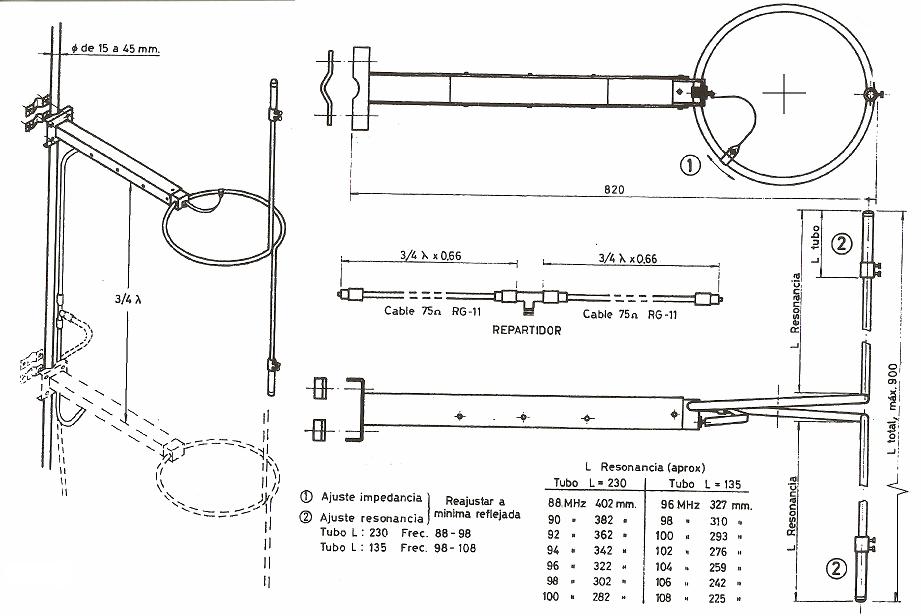 ϕ de 15 a 45 mm.
3/4 λ
820
①
3/4 λ x 0,66
3/4 λ x 0,66
Cable 75Ω RG-11
Cable 75Ω RG-11
REPARTIDOR
L tubo
②
L Resonancia
L total, máx. 900
L Resonancia
②
① Ajuste impedancia
② Ajuste resonancia
Reajustar a
mínima reflejada
Tubo L : 230 Frec. 88-98
Tubo L : 135 Frec. 98-108
L Resonancia (aprox)
Tubo L = 230 Tubo L = 135
88 MHz 402 mm. 96 MHz 327 mm.
90 " 382 " 98 " 310 "
92 " 362 " 100 " 293 "
94 " 342 " 102 " 276 "
96 " 322 " 104 " 259 "
98 " 302 " 106 " 242 "
100 " 282 " 108 " 225 "